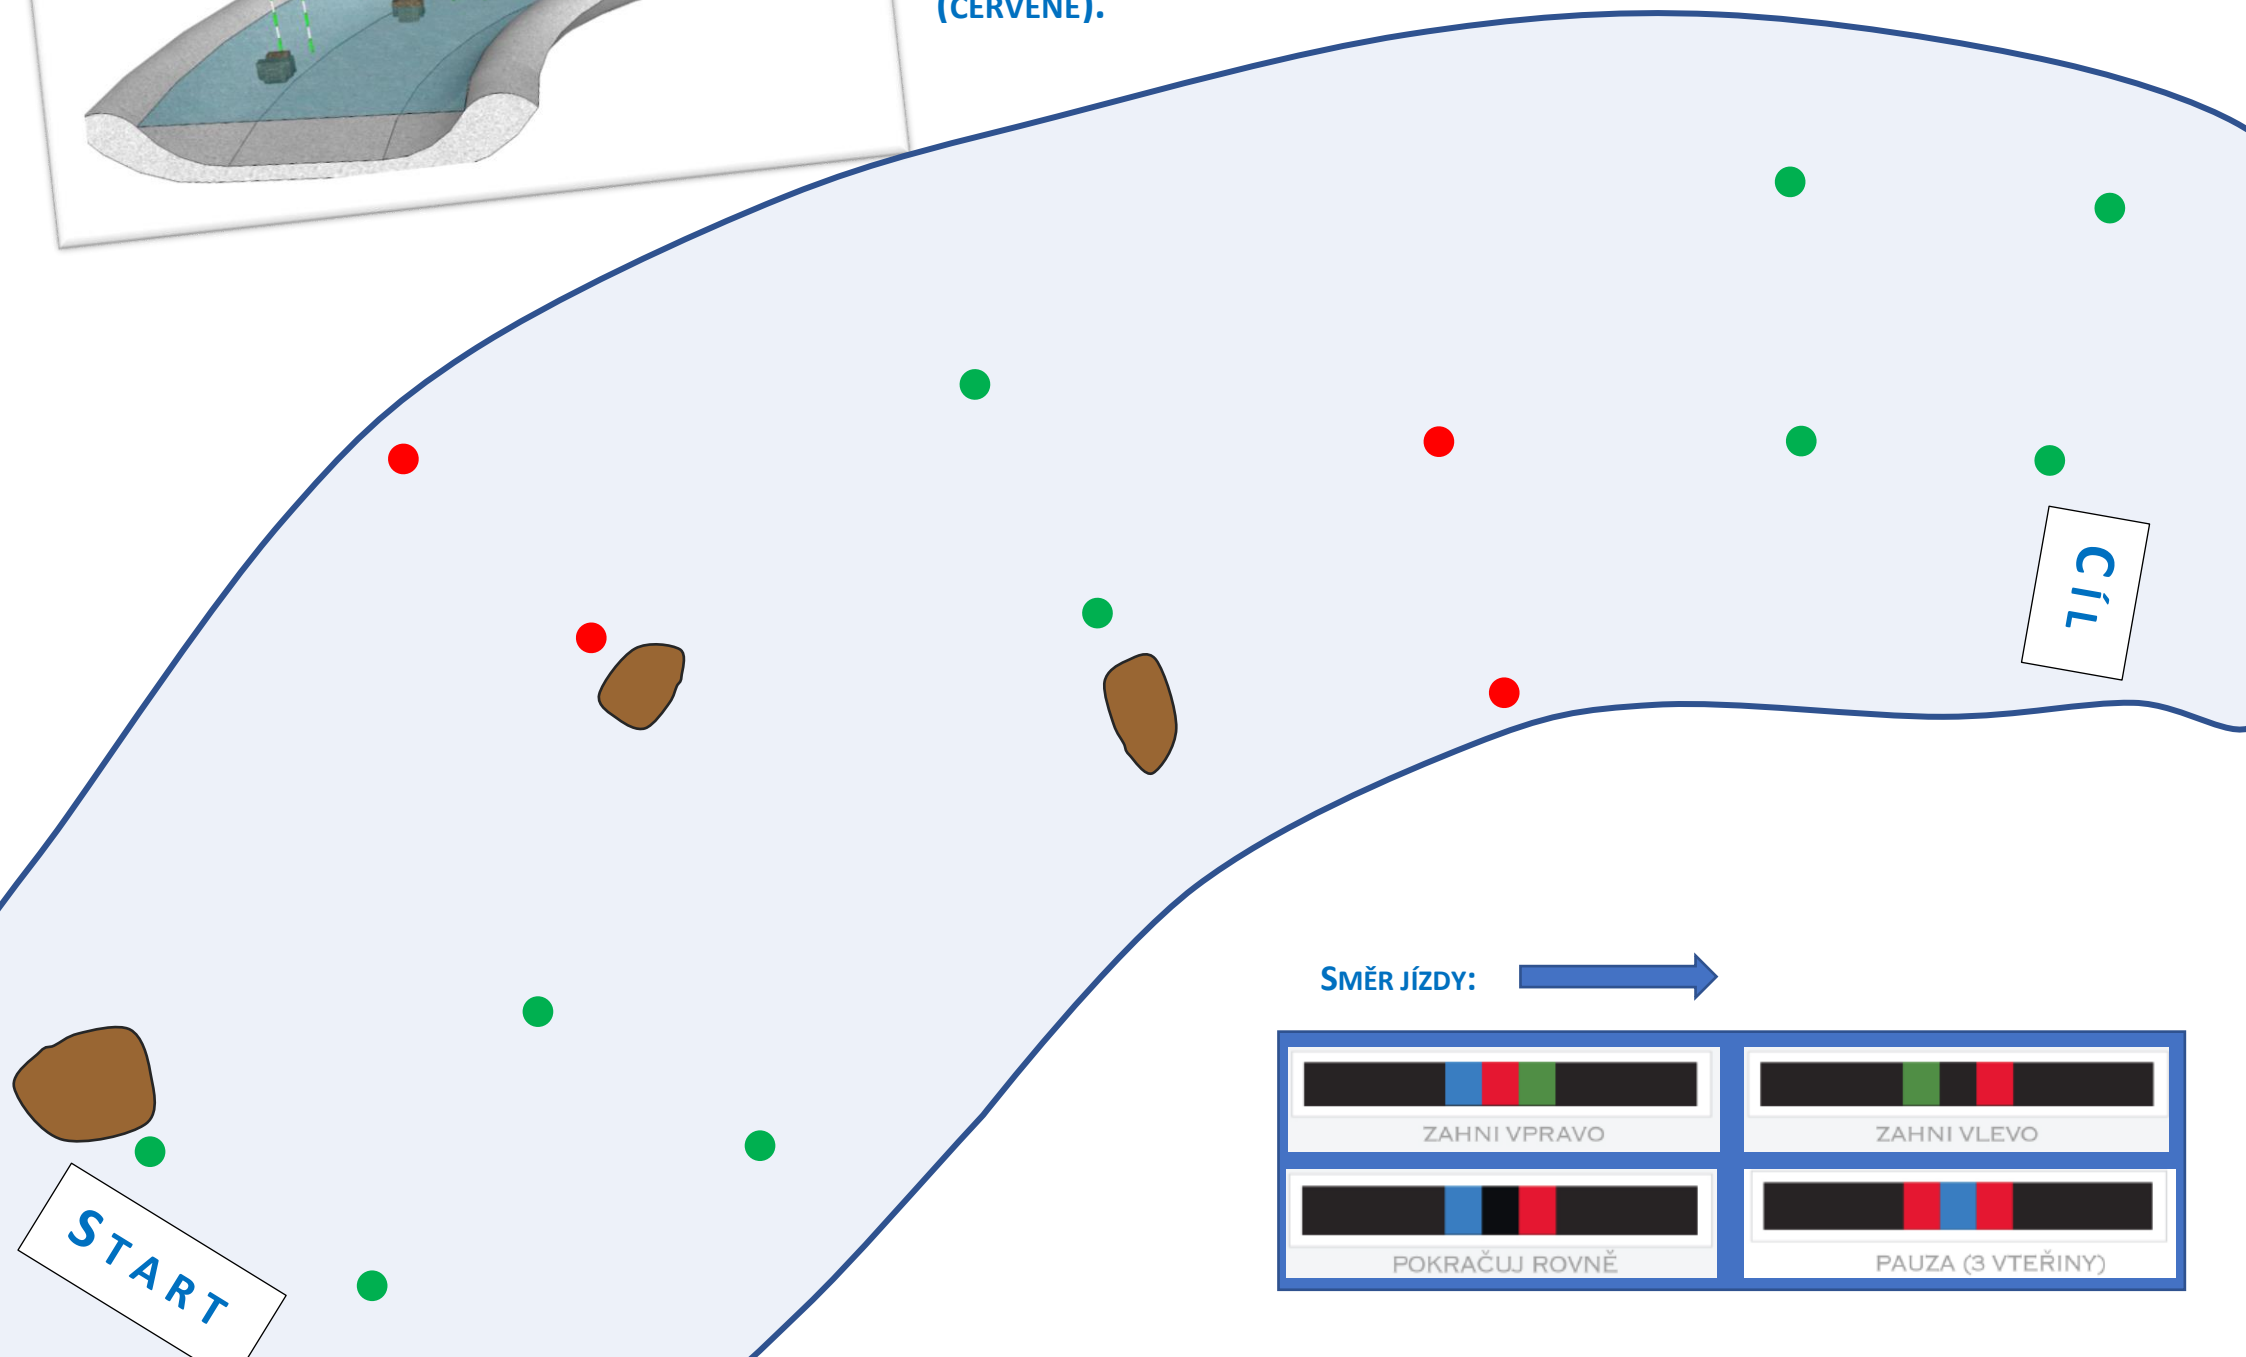 (ČERVENÉ).
CÍL
START
SMĚR JÍZDY:
ZAHNI VPRAVO
ZAHNI VLEVO
POKRAČUJ ROVNĚ
PAUZA (3 VTEŘINY)